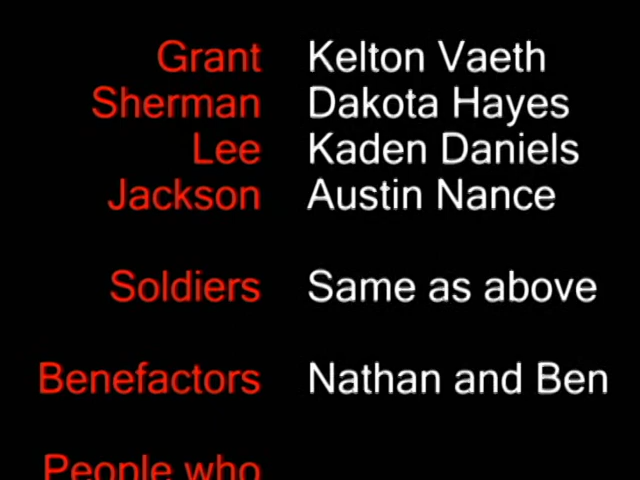 Grant Kelton Vaeth
Sherman Dakota Hayes
Lee Kaden Daniels
Jackson Austin Nance
Soldiers Same as above
Benefactors Nathan and Ben
People who